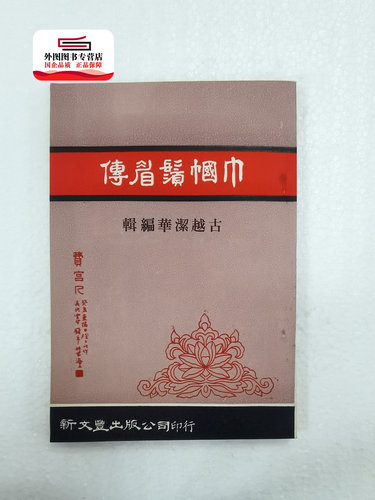 外图图书专营店
国企品质 正品保障
巾幗鬚眉傳
古越潔華編輯
費宮人
新文豐出版公司印行